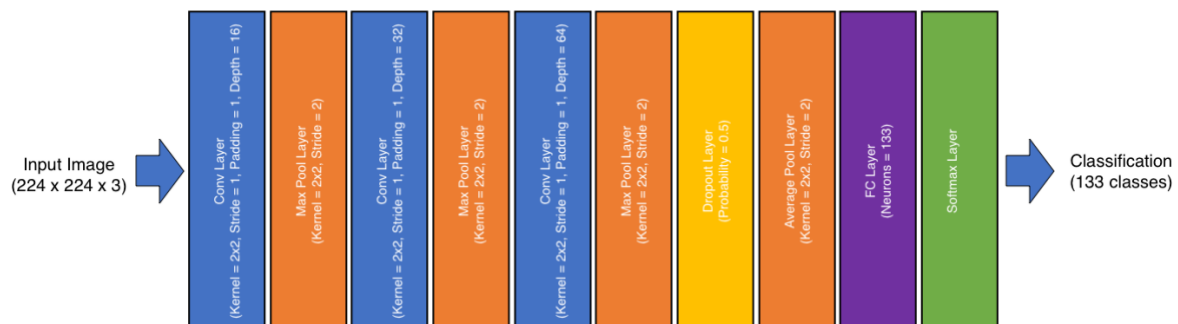 Input Image
(224 x 224 x 3)
Conv Layer
(Kernel = 2x2, Stride = 1, Padding = 1, Depth = 16)
Max Pool Layer
(Kernel = 2x2, Stride = 2)
Conv Layer
(Kernel = 2x2, Stride = 1, Padding = 1, Depth = 32)
Max Pool Layer
(Kernel = 2x2, Stride = 2)
Conv Layer
(Kernel = 2x2, Stride = 1, Padding = 1, Depth = 64)
Max Pool Layer
(Kernel = 2x2, Stride = 2)
Dropout Layer
(Probability = 0.5)
Average Pool Layer
(Kernel = 2x2, Stride = 2)
FC Layer
(Neurons = 133)
Softmax Layer
Classification
(133 classes)